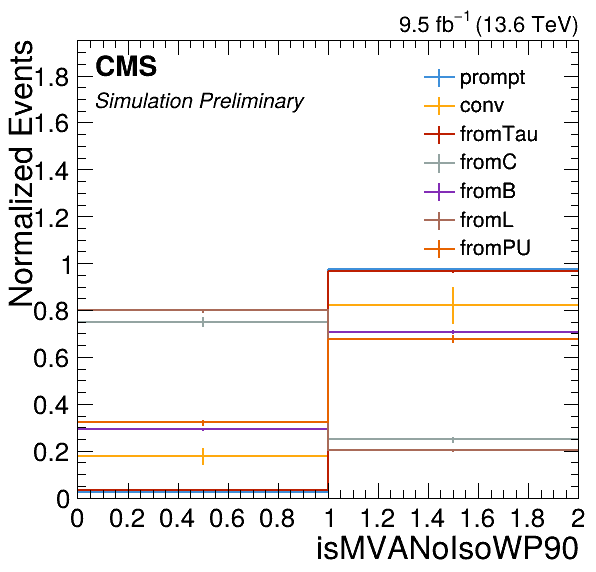 9.5 fb⁻¹ (13.6 TeV)
CMS
Simulation Preliminary
prompt
conv
fromTau
fromC
fromB
fromL
fromPU
Normalized Events
1.8
1.6
1.4
1.2
1
0.8
0.6
0.4
0.2
0
0 0.2 0.4 0.6 0.8 1 1.2 1.4 1.6 1.8 2
isMVANoIsoWP90